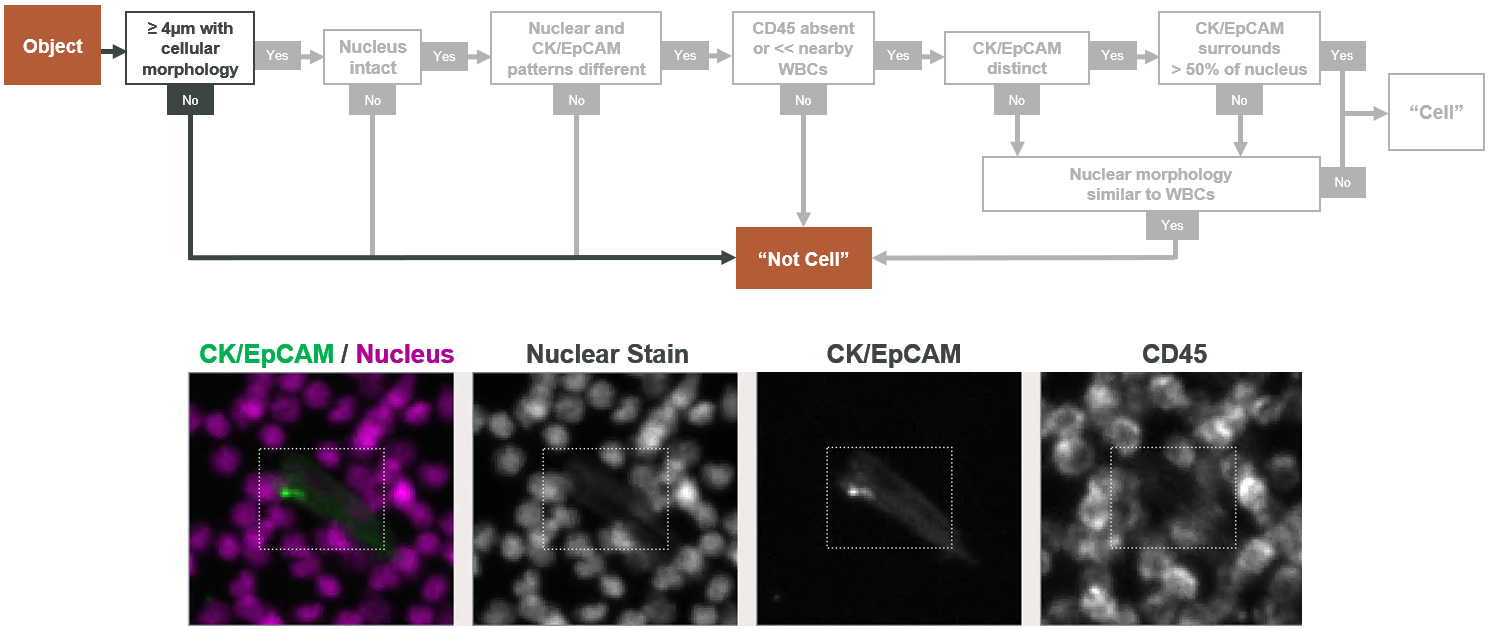 Object
≥ 4µm with
cellular
morphology
Yes
No
Nucleus
intact
Yes
No
Nuclear and
CK/EpCAM
patterns different
Yes
No
CD45 absent
or << nearby
WBCs
Yes
No
CK/EpCAM
distinct
Yes
No
CK/EpCAM
surrounds
> 50% of nucleus
Yes
No
“Cell”
Nuclear morphology
similar to WBCs
No
Yes
“Not Cell”
CK/EpCAM / Nucleus
Nuclear Stain
CK/EpCAM
CD45